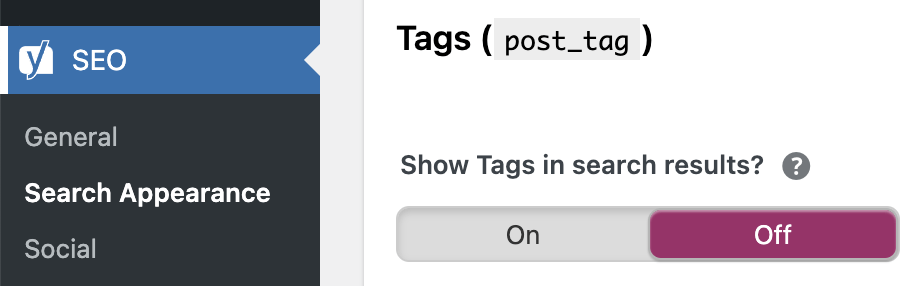 SEO
General
Search Appearance
Social
Tags (post_tag)
Show Tags in search results? ?
On Off